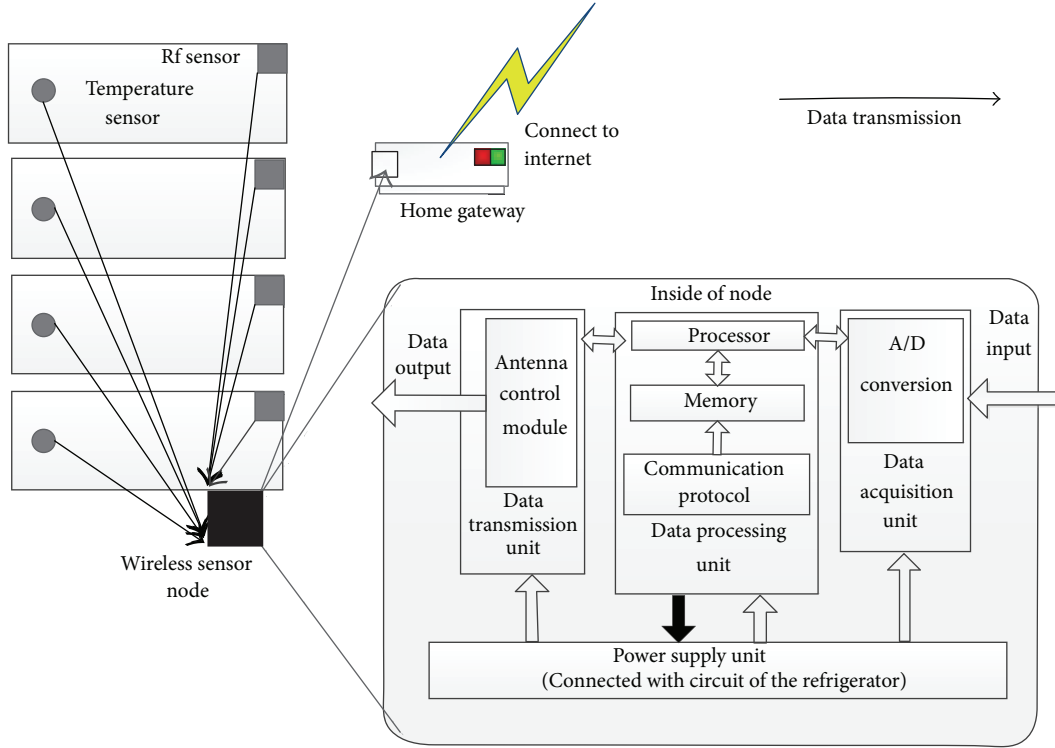 Rf sensor
Temperature
sensor
Connect to
internet
Home gateway
Data transmission
Wireless sensor
node
Inside of node
Data
output
Antenna
control
module
Data
transmission
unit
Processor
Memory
Communication
protocol
Data processing
unit
A/D
conversion
Data
acquisition
unit
Data
input
Power supply unit
(Connected with circuit of the refrigerator)